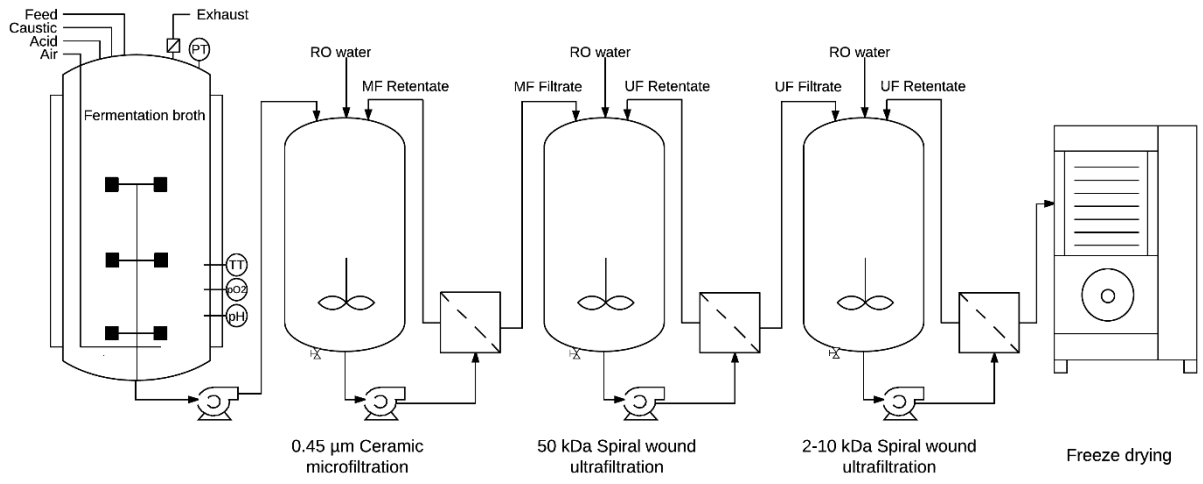 Feed
Caustic
Acid
Air
Exhaust
PT
Fermentation broth
TT
pO2
pH
RO water
MF Retentate
RO water
MF Filtrate
UF Retentate
RO water
UF Filtrate
UF Retentate
0.45 µm Ceramic
microfiltration
50 kDa Spiral wound
ultrafiltration
2-10 kDa Spiral wound
ultrafiltration
Freeze drying